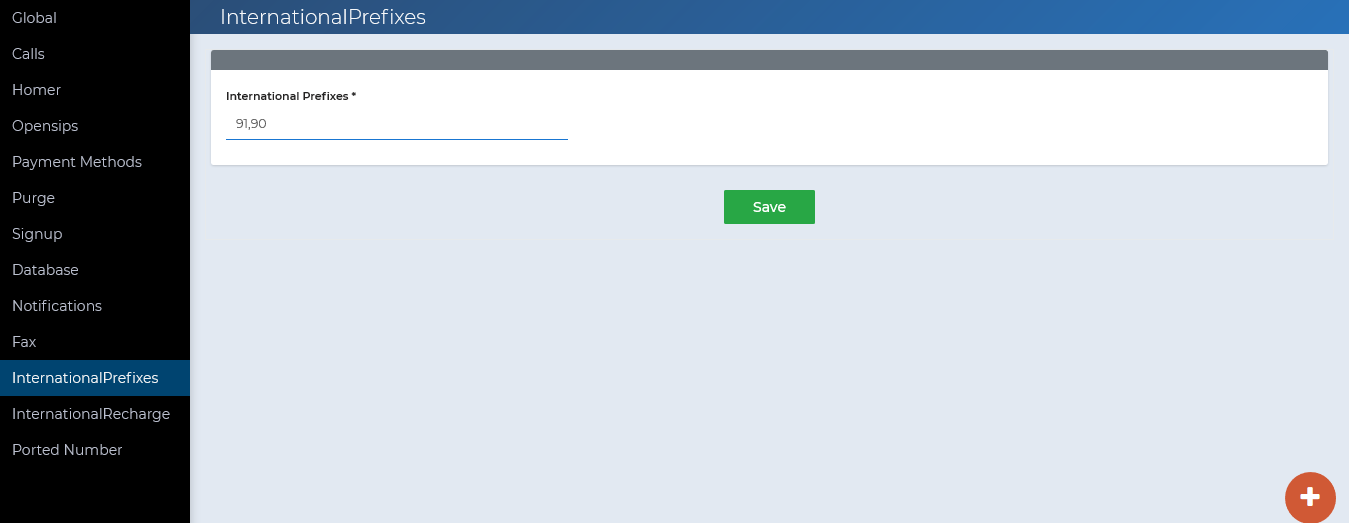 Global
Calls
Homer
Opensips
Payment Methods
Purge
Signup
Database
Notifications
Fax
InternationalPrefixes
InternationalRecharge
Ported Number
InternationalPrefixes
International Prefixes *
91,90
Save